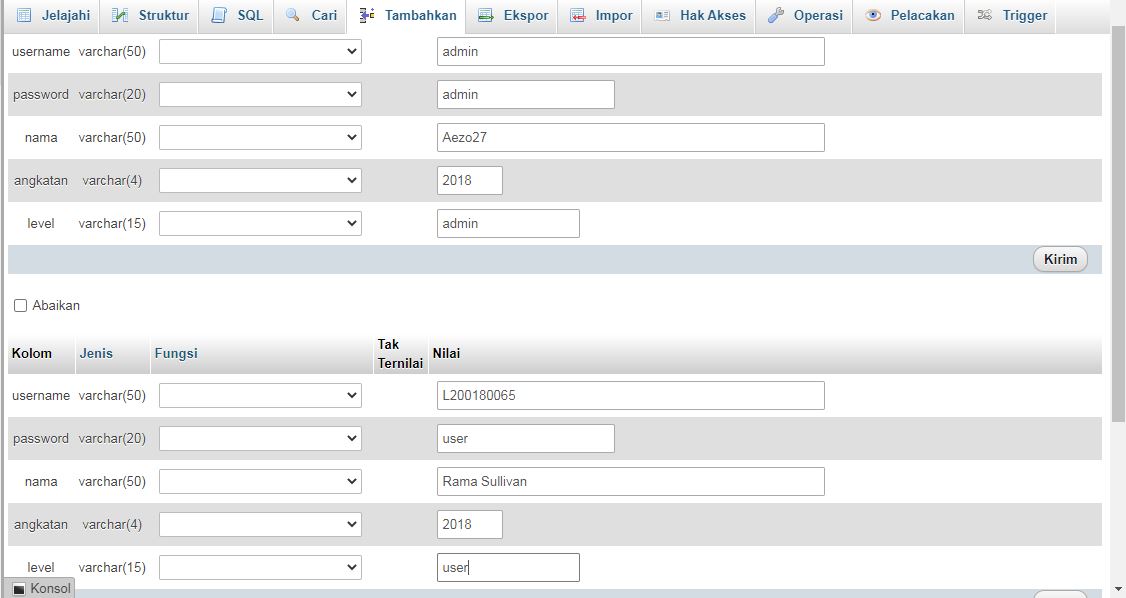 Jelajahi Struktur SQL Cari Tambahkan Ekspor Impor Hak Akses Operasi Pelacakan Trigger
username varchar(50) admin
password varchar(20) admin
nama varchar(50) Aezo27
angkatan varchar(4) 2018
level varchar(15) admin
Kirim
Abaikan
Kolom Jenis Fungsi Tak Ternilai Nilai
username varchar(50) L200180065
password varchar(20) user
nama varchar(50) Rama Sullivan
angkatan varchar(4) 2018
level varchar(15) user
Konsol